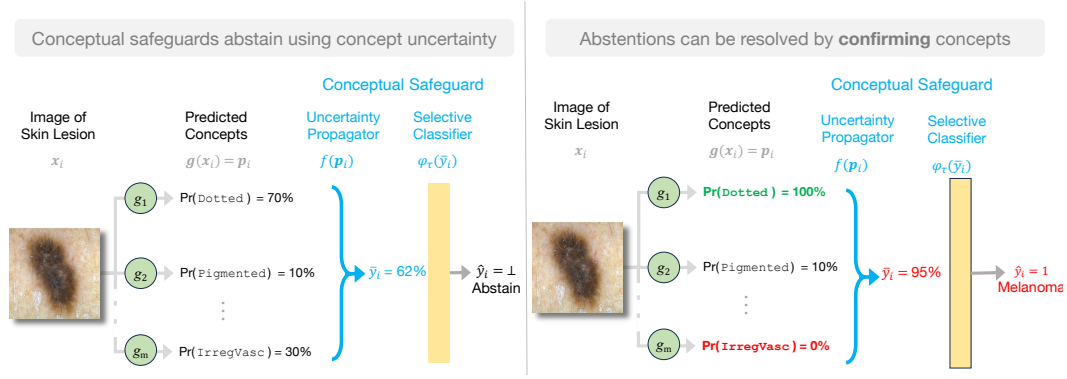 Conceptual safeguards abstain using concept uncertainty
Conceptual Safeguard
Image of
Skin Lesion
Predicted
Concepts
Uncertainty
Propagator
Selective
Classifier
xᵢ
g(xᵢ) = pᵢ
f(pᵢ)
φτ(ȳᵢ)
g₁
Pr(Dotted ) = 70%
g₂
Pr(Pigmented) = 10%
⋮
gₘ
Pr(IrregVasc) = 30%
ȳᵢ = 62%
ŷᵢ = ⊥
Abstain
Abstentions can be resolved by confirming concepts
Conceptual Safeguard
Image of
Skin Lesion
Predicted
Concepts
Uncertainty
Propagator
Selective
Classifier
xᵢ
g(xᵢ) = pᵢ
f(pᵢ)
φτ(ȳᵢ)
g₁
Pr(Dotted ) = 100%
g₂
Pr(Pigmented) = 10%
⋮
gₘ
Pr(IrregVasc) = 0%
ȳᵢ = 95%
ŷᵢ = 1
Melanoma